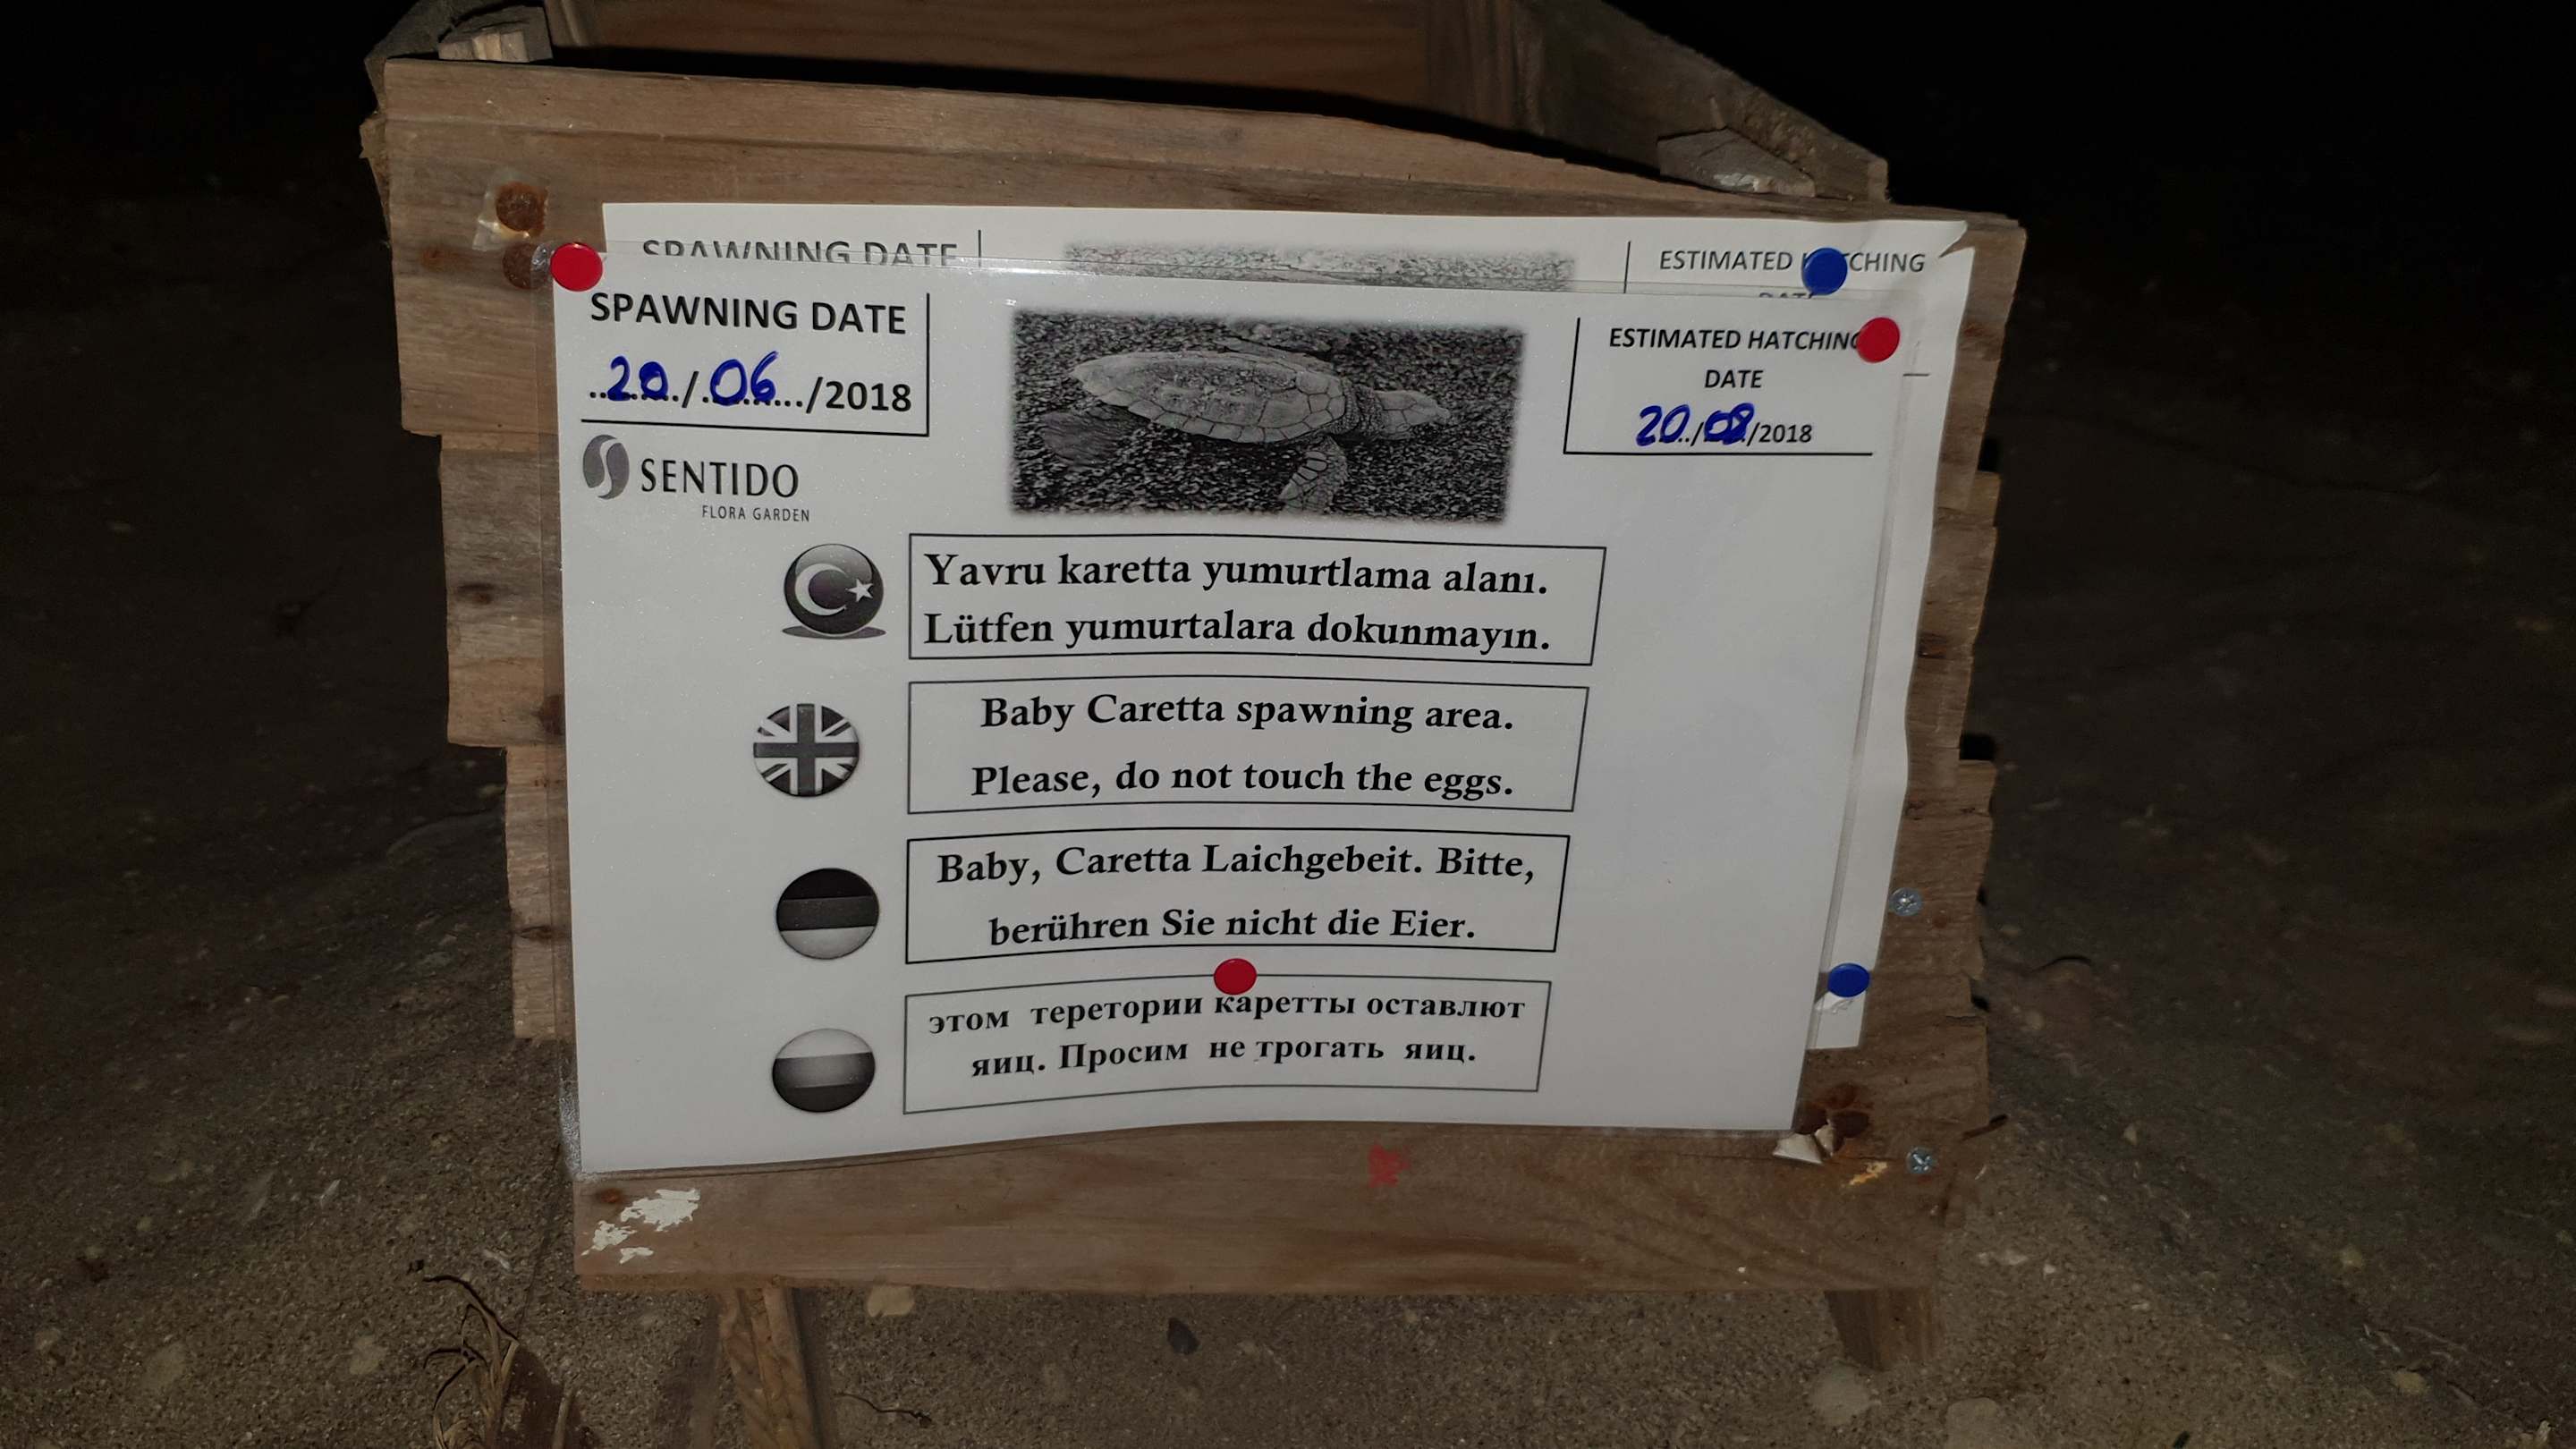 SPAWNING DATE
ESTIMATED CHING
SPAWNING DATE
20/06/2018
ESTIMATED HATCHING
DATE
20/08/2018
SENTIDO
FLORA GARDEN
Yavru karetta yumurtlama alanı.
Lütfen yumurtalara dokunmayın.
Baby Caretta spawning area.
Please, do not touch the eggs.
Baby, Caretta Laichgebeit. Bitte,
berühren Sie nicht die Eier.
этом теретории каретты оставлют
яиц. Просим не трогать яиц.